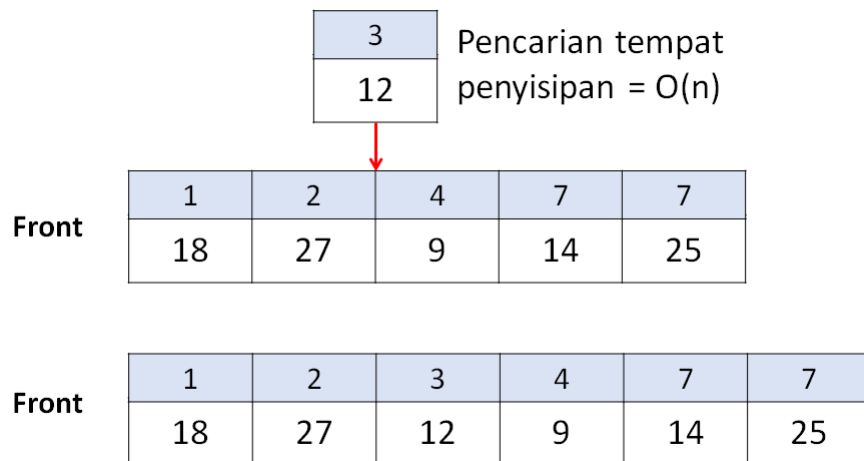 3
Pencarian tempat
12
penyisipan = O(n)
1 2 4 7 7
Front
18 27 9 14 25
1 2 3 4 7 7
Front
18 27 12 9 14 25